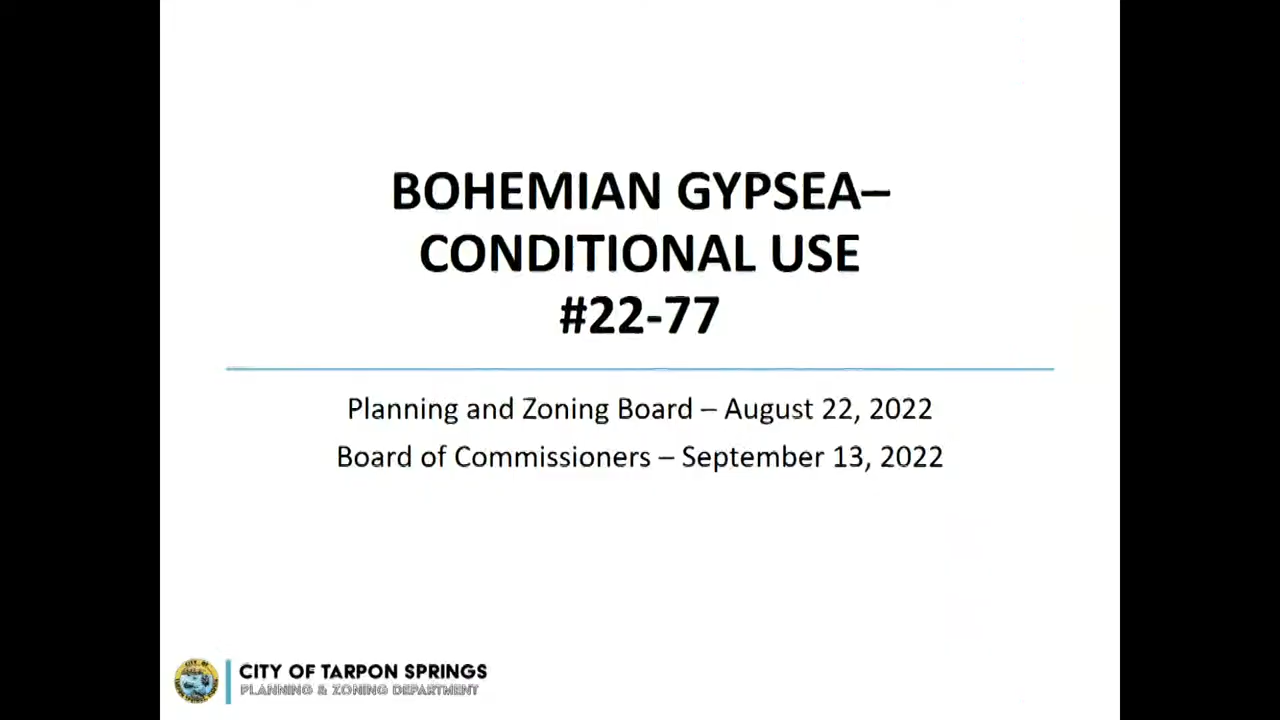 BOHEMIAN GYPSEA–
CONDITIONAL USE
#22-77
Planning and Zoning Board – August 22, 2022
Board of Commissioners – September 13, 2022
CITY OF TARPON SPRINGS
PLANNING & ZONING DEPARTMENT